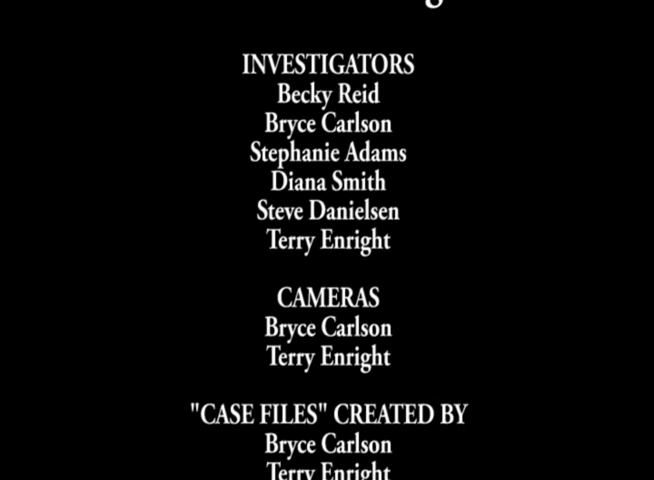 INVESTIGATORS
Becky Reid
Bryce Carlson
Stephanie Adams
Diana Smith
Steve Danielsen
Terry Enright
CAMERAS
Bryce Carlson
Terry Enright
"CASE FILES" CREATED BY
Bryce Carlson
Terry Enright